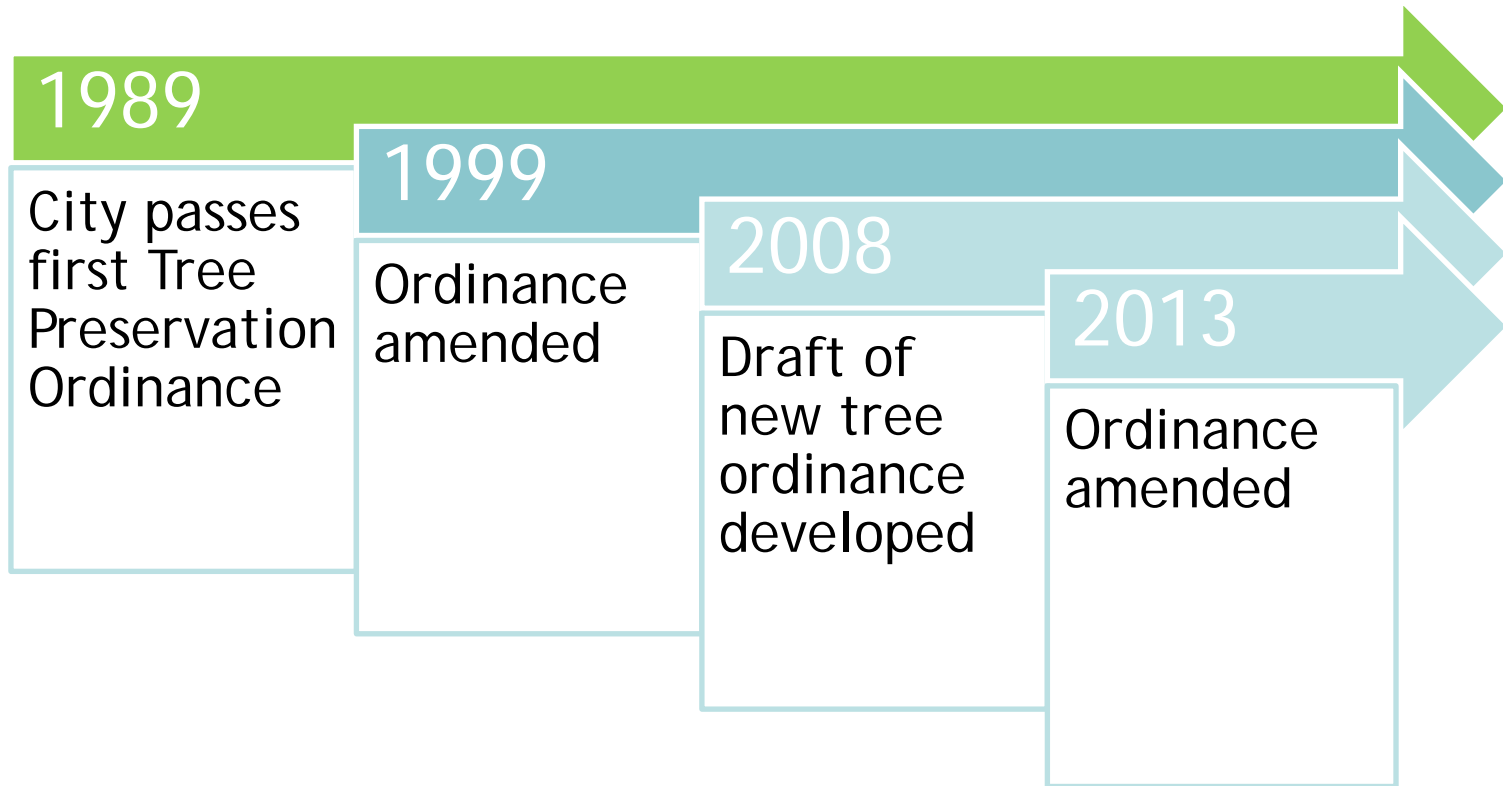 1989
City passes
first Tree
Preservation
Ordinance
1999
Ordinance
amended
2008
Draft of
new tree
ordinance
developed
2013
Ordinance
amended